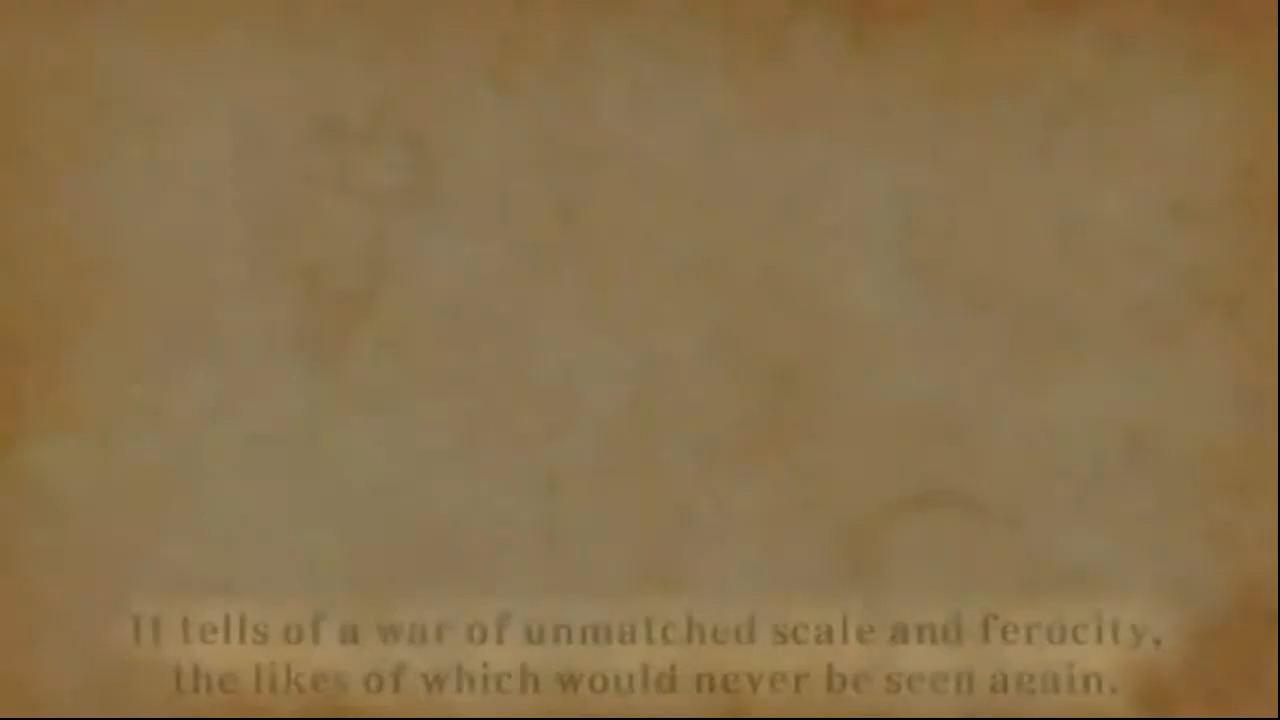 It tells of a war of unmatched scale and ferocity,
the likes of which would never be seen again.